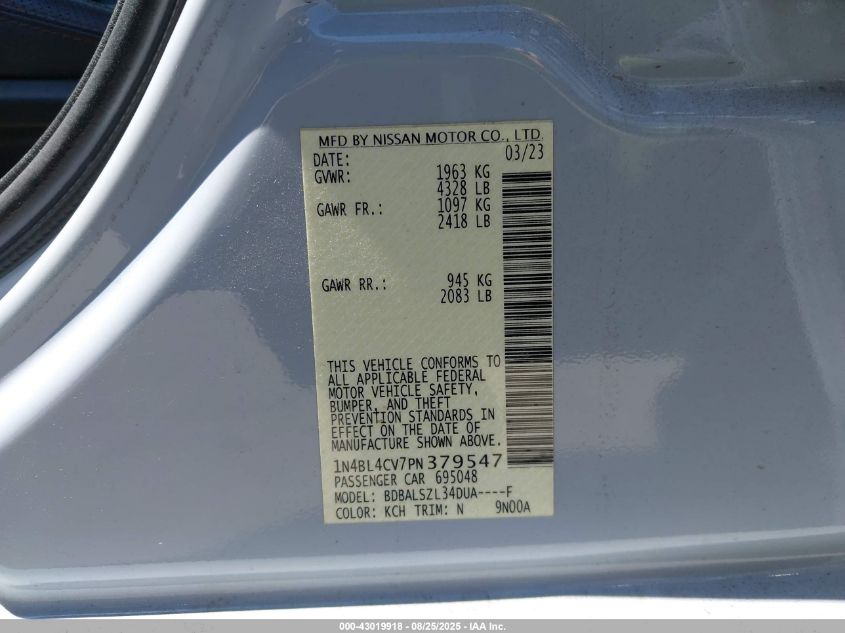 MFD BY NISSAN MOTOR CO., LTD.
DATE: 03/23
GVWR: 1963 KG
4328 LB
GAWR FR.: 1097 KG
2418 LB
GAWR RR.: 945 KG
2083 LB
THIS VEHICLE CONFORMS TO
ALL APPLICABLE FEDERAL
MOTOR VEHICLE SAFETY,
BUMPER, AND THEFT
PREVENTION STANDARDS IN
EFFECT ON THE DATE OF
MANUFACTURE SHOWN ABOVE.
1N4BL4CV7PN379547
PASSENGER CAR 695048
MODEL: BDBALSZL34DUA----F
COLOR: KCH TRIM: N 9N00A
000-43019918 - 08/25/2025 - IAA Inc.